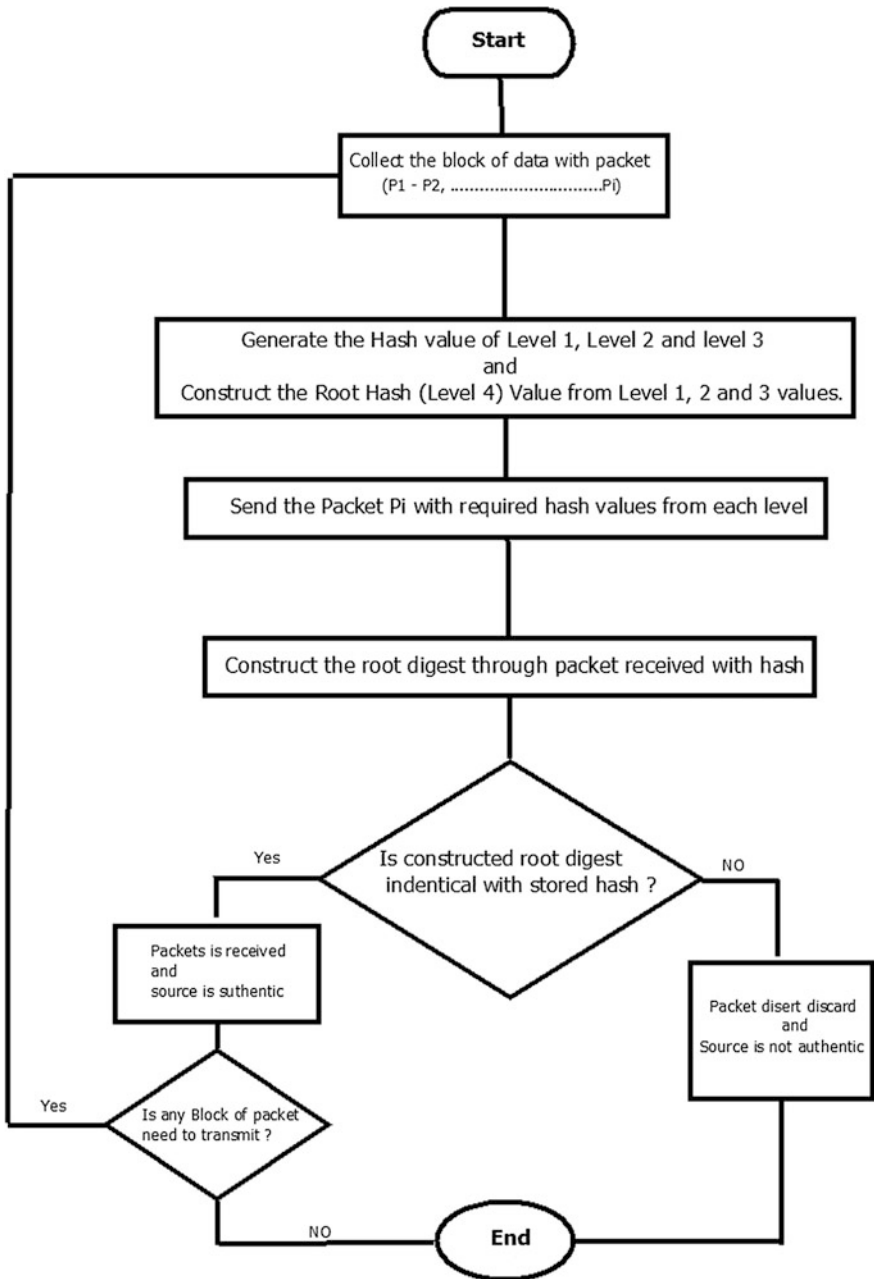 Start
Collect the block of data with packet
(P1 - P2, ...............................Pi)
Generate the Hash value of Level 1, Level 2 and level 3
and
Construct the Root Hash (Level 4) Value from Level 1, 2 and 3 values.
Send the Packet Pi with required hash values from each level
Construct the root digest through packet received with hash
Is constructed root digest
indentical with stored hash ?
Yes
NO
Packets is received
and
source is suthentic
Packet disert discard
and
Source is not authentic
Is any Block of packet
need to transmit ?
Yes
NO
End